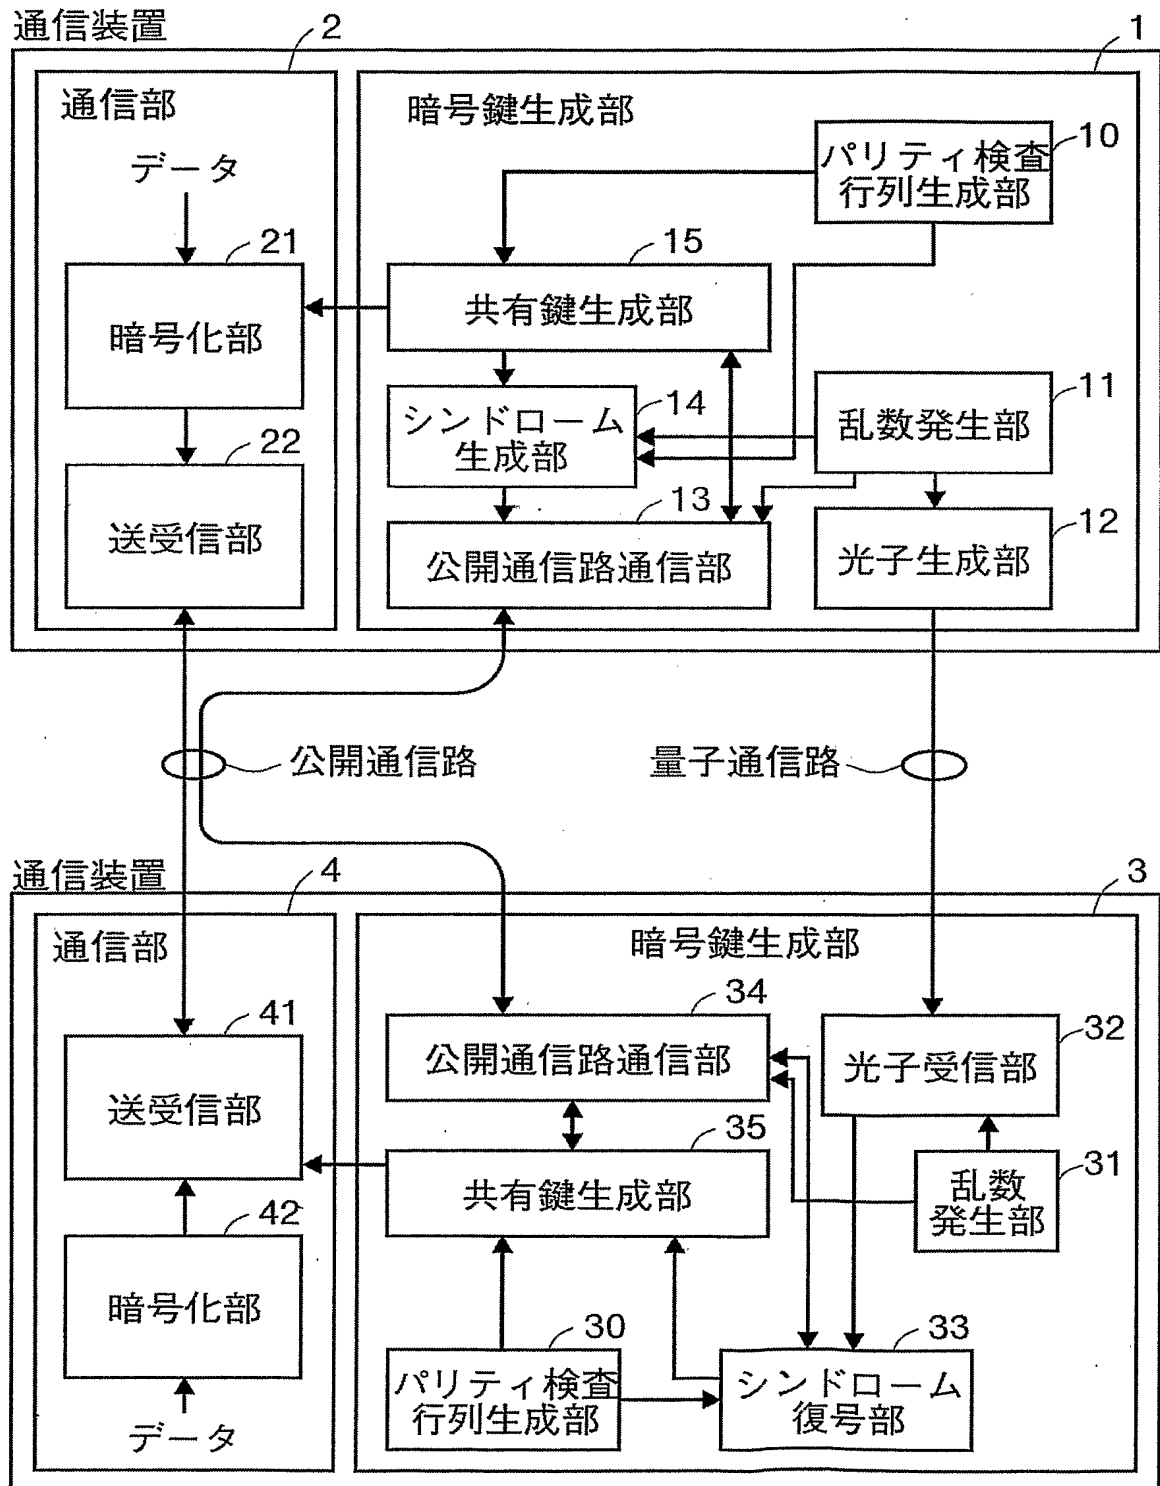 通信装置
2
1
通信部
暗号鍵生成部
データ
パリティ検査
行列生成部
10
21
15
暗号化部
共有鍵生成部
11
シンドローム
生成部
14
乱数発生部
22
13
12
送受信部
公開通信路通信部
光子生成部
公開通信路
量子通信路
通信装置
4
3
通信部
暗号鍵生成部
41
34
32
送受信部
公開通信路通信部
光子受信部
35
31
共有鍵生成部
乱数
発生部
42
暗号化部
30
33
パリティ検査
行列生成部
シンドローム
復号部
データ